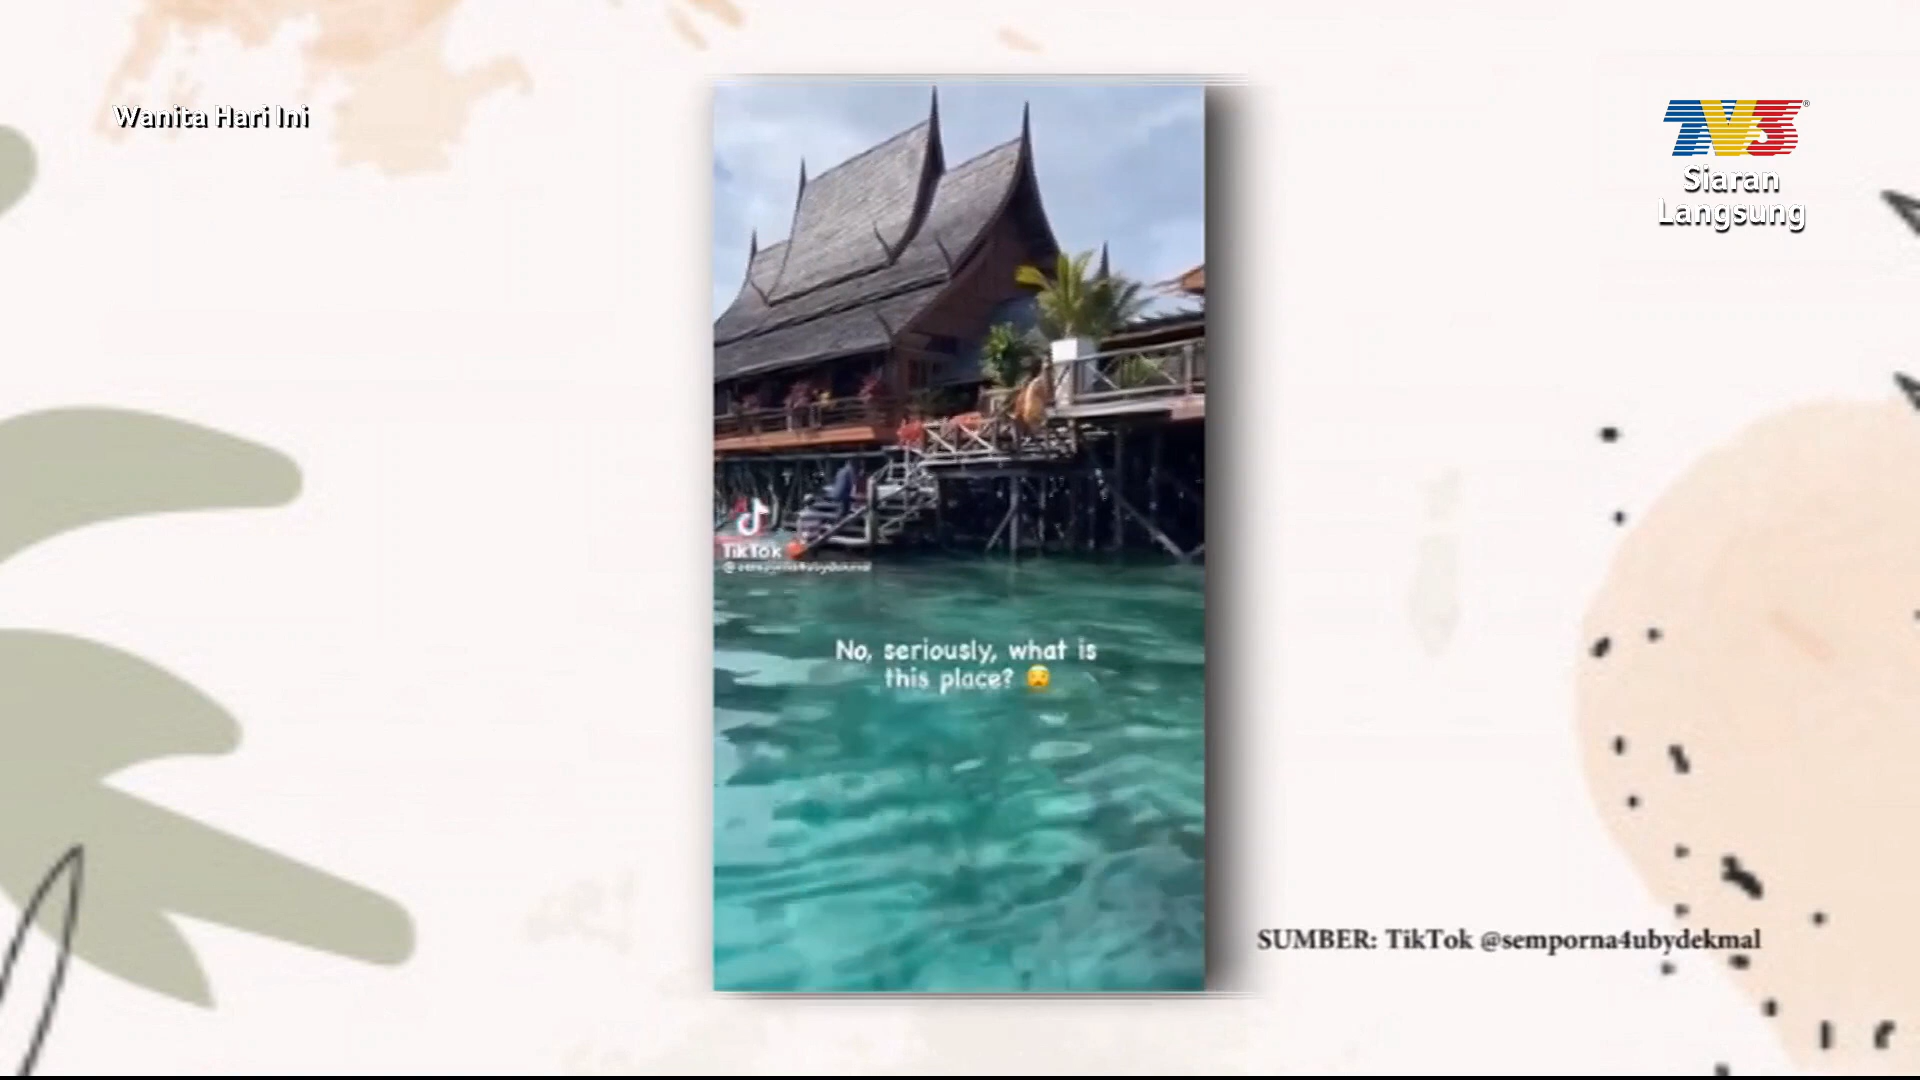 Wanita Hari Ini
TV3
Siaran
Langsung
TikTok
No, seriously, what is
this place? 😧
SUMBER: TikTok @semporna4ubydekmal